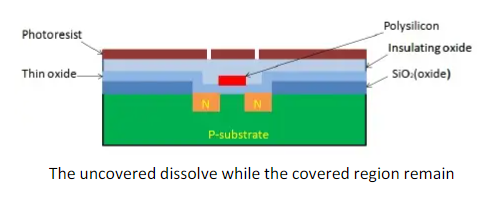 Polysilicon
Photoresist
Insulating oxide
Thin oxide
SiO₂(oxide)
N
N
P-substrate
The uncovered dissolve while the covered region remain